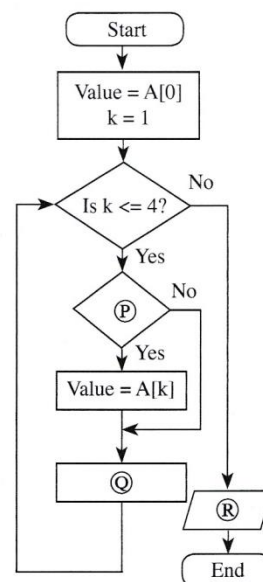 Start
Value = A[0]
k = 1
Is k <= 4?
No
Yes
Ⓟ
No
Yes
Value = A[k]
Ⓠ
Ⓡ
End